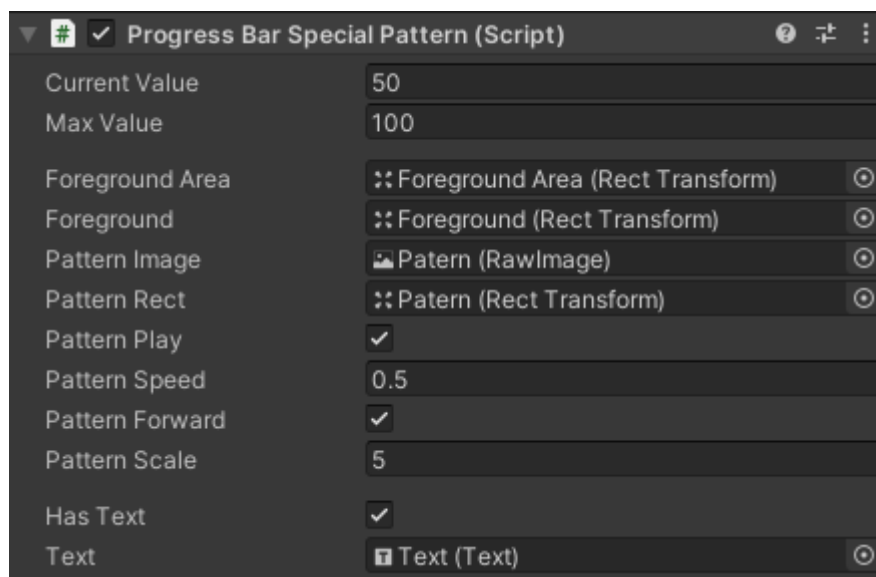 Progress Bar Special Pattern (Script)
Current Value 50
Max Value 100
Foreground Area Foreground Area (Rect Transform)
Foreground Foreground (Rect Transform)
Pattern Image Patern (RawImage)
Pattern Rect Patern (Rect Transform)
Pattern Play
Pattern Speed 0.5
Pattern Forward
Pattern Scale 5
Has Text
Text Text (Text)